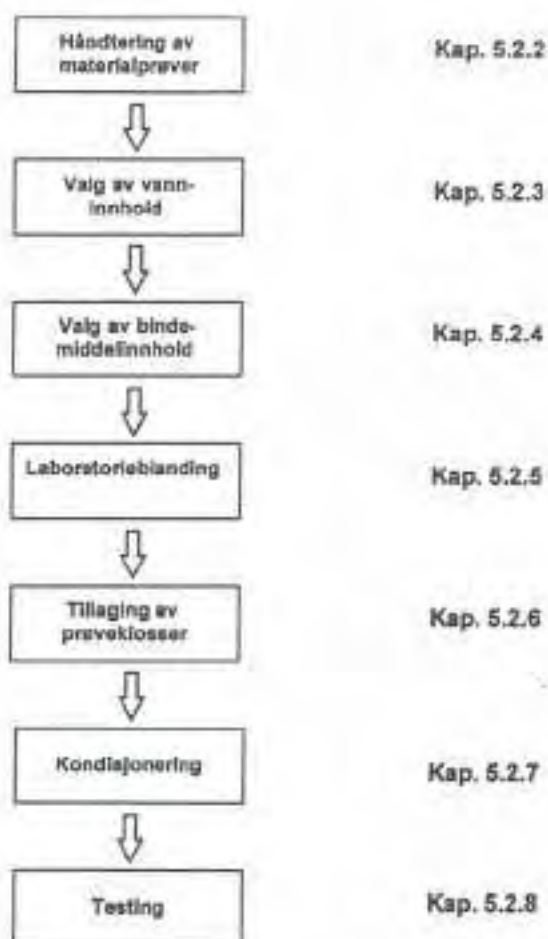 Håndtering av
materialprøver
Kap. 5.2.2
Valg av vann-
innhold
Kap. 5.2.3
Valg av binde-
middelinnhold
Kap. 5.2.4
Laboratorieblanding
Kap. 5.2.5
Tillaging av
prøveklosser
Kap. 5.2.6
Kondisjonering
Kap. 5.2.7
Testing
Kap. 5.2.8